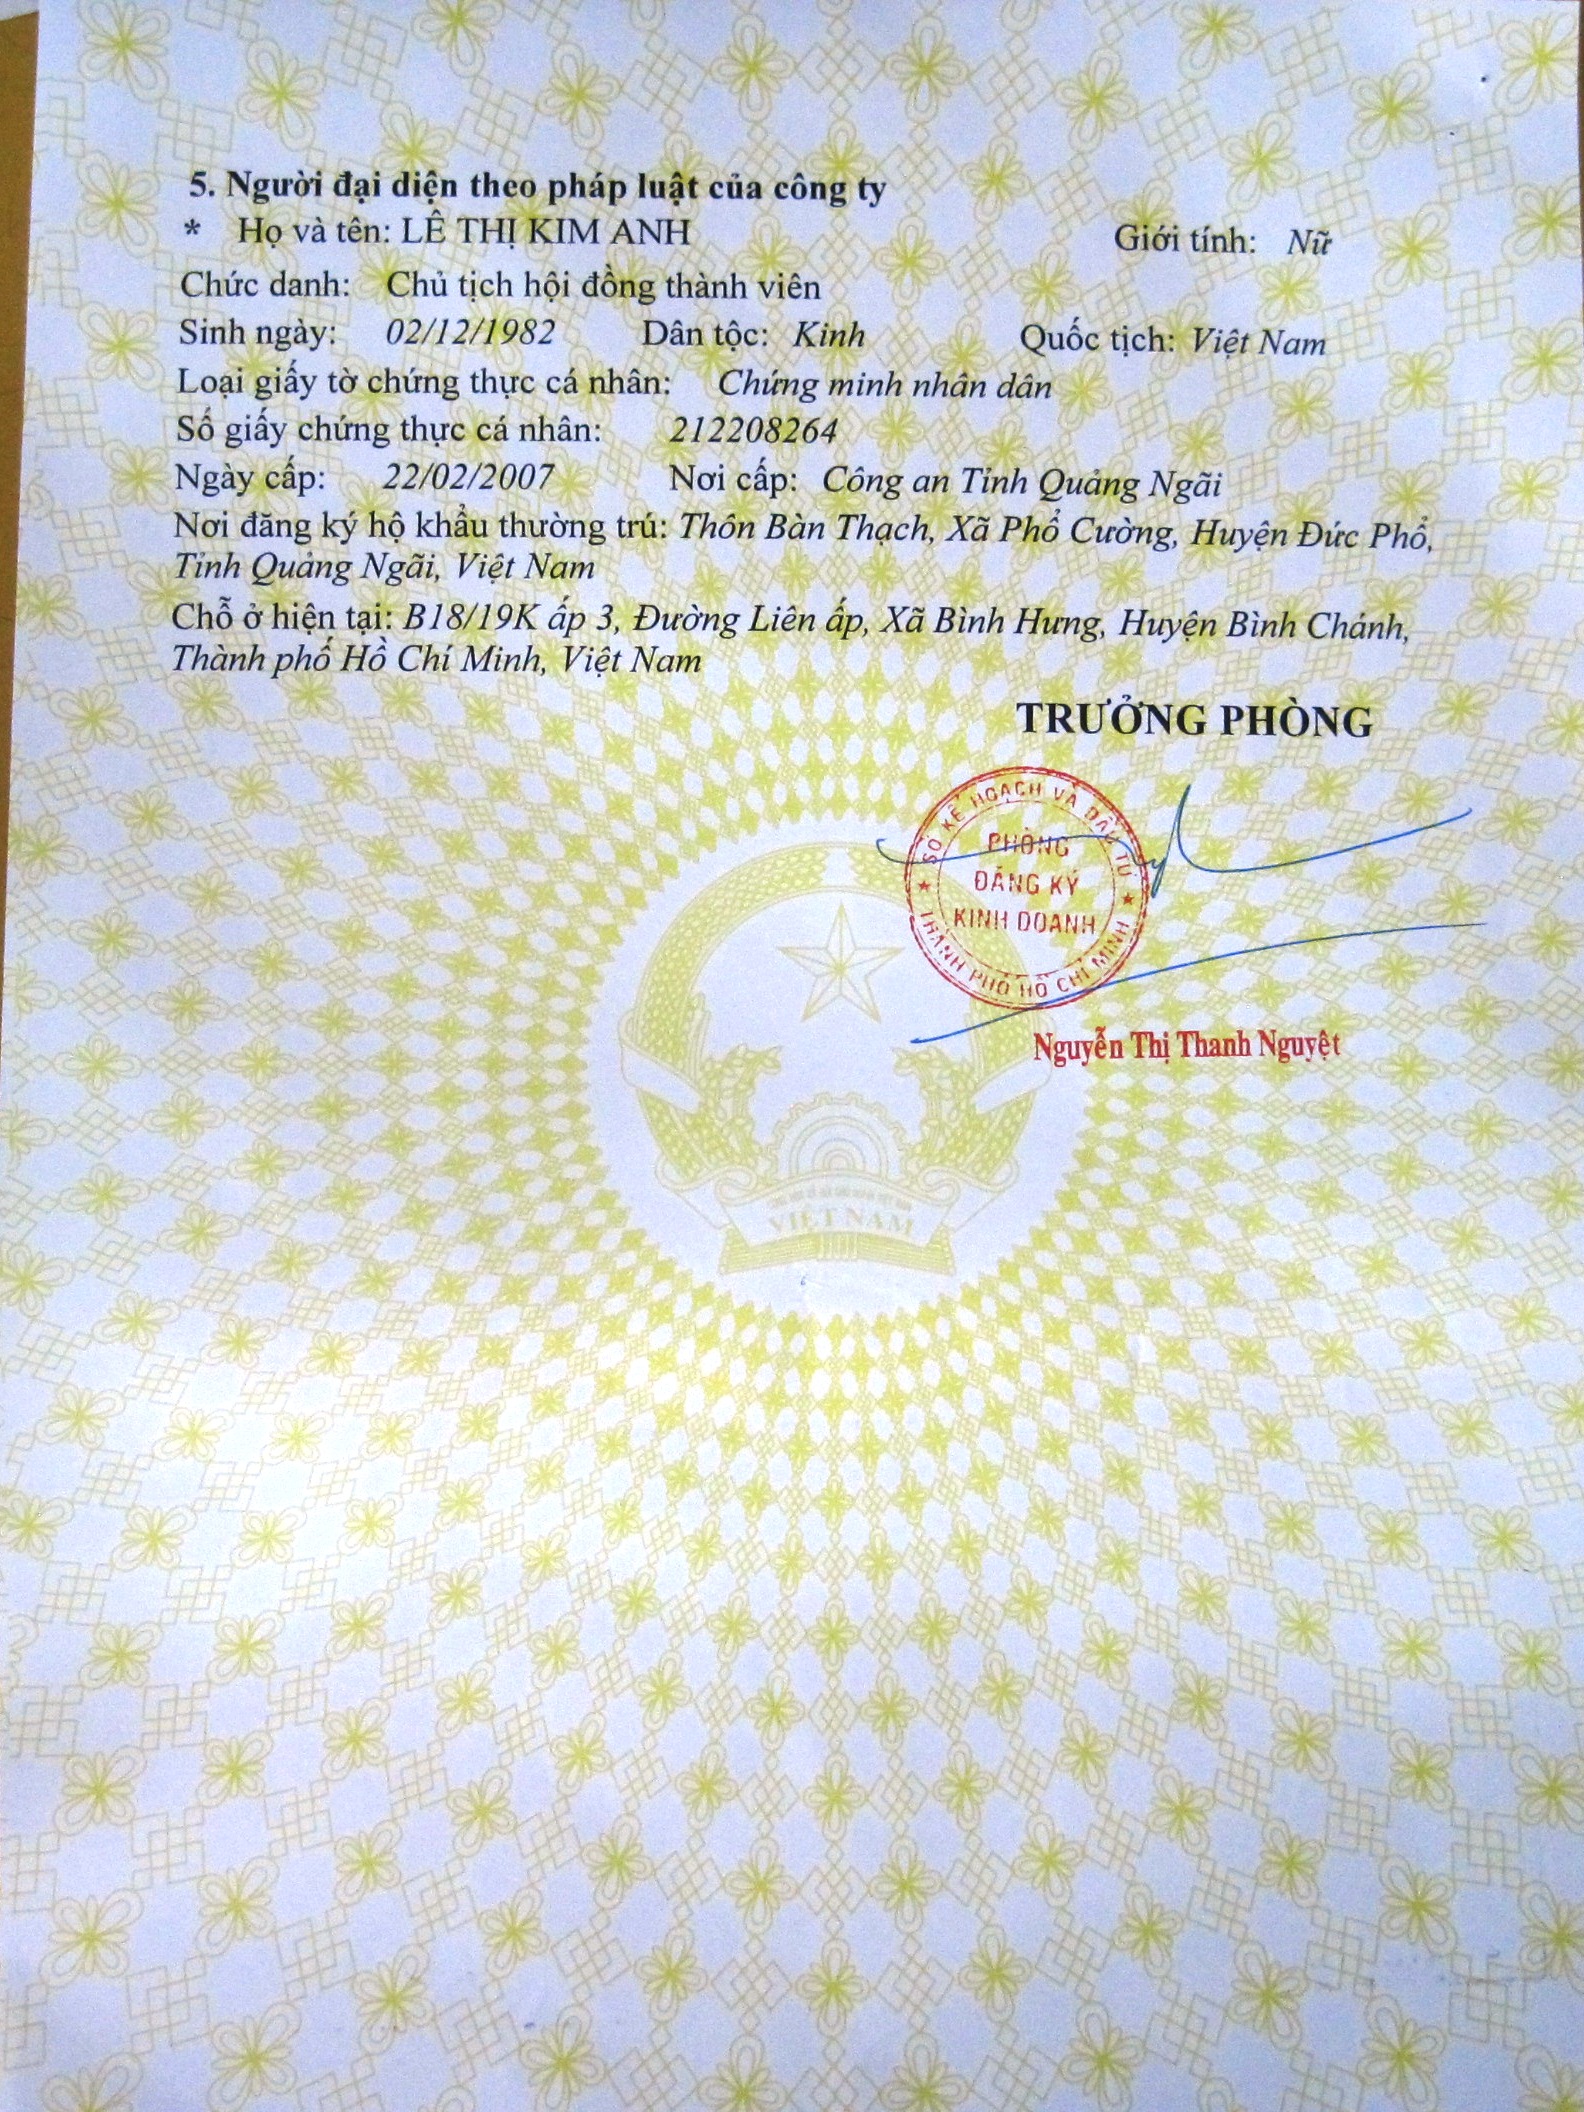 5. Người đại diện theo pháp luật của công ty
* Họ và tên: LÊ THỊ KIM ANH Giới tính: Nữ
Chức danh: Chủ tịch hội đồng thành viên
Sinh ngày: 02/12/1982 Dân tộc: Kinh Quốc tịch: Việt Nam
Loại giấy tờ chứng thực cá nhân: Chứng minh nhân dân
Số giấy chứng thực cá nhân: 212208264
Ngày cấp: 22/02/2007 Nơi cấp: Công an Tỉnh Quảng Ngãi
Nơi đăng ký hộ khẩu thường trú: Thôn Bàn Thạch, Xã Phổ Cường, Huyện Đức Phổ,
Tỉnh Quảng Ngãi, Việt Nam
Chỗ ở hiện tại: B18/19K ấp 3, Đường Liên ấp, Xã Bình Hưng, Huyện Bình Chánh,
Thành phố Hồ Chí Minh, Việt Nam
TRƯỞNG PHÒNG
SỞ KẾ HOẠCH VÀ ĐẦU TƯ
PHÒNG
ĐĂNG KÝ
KINH DOANH
THÀNH PHỐ HỒ CHÍ MINH
Nguyễn Thị Thanh Nguyệt
VIỆT NAM